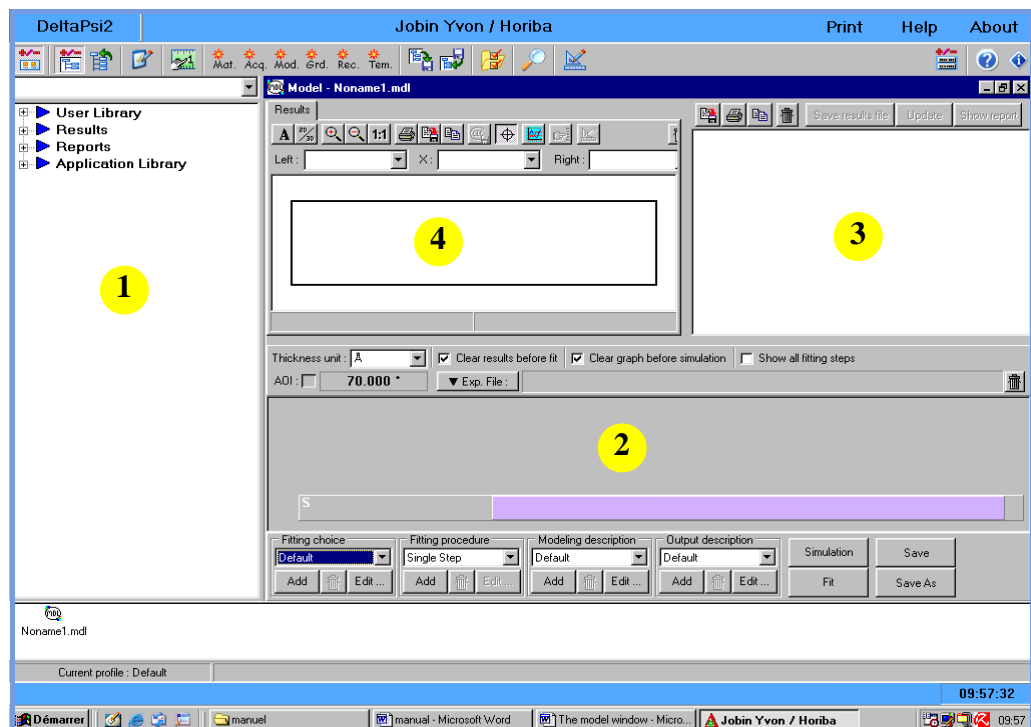 DeltaPsi2 Jobin Yvon / Horiba Print Help About
Mat. Acq. Mod. Grd. Rec. Tem.
Model - Noname1.mdl
User Library
Results
Reports
Application Library
1
Results
A 2D/3D 1:1
Left : X : Right :
4
Save results file Update Show report
3
Thickness unit : Å Clear results before fit Clear graph before simulation Show all fitting steps
AOI : 70.000 ° ▼ Exp. File :
2
S
Fitting choice Fitting procedure Modeling description Output description
Default Single Step Default Default Simulation Save
Add Edit ... Add Edit ... Add Edit ... Add Edit ... Fit Save As
MDL
Noname1.mdl
Current profile : Default
09:57:32
Démarrer manuel manual - Microsoft Word The model window - Micro... Jobin Yvon / Horiba 09:57